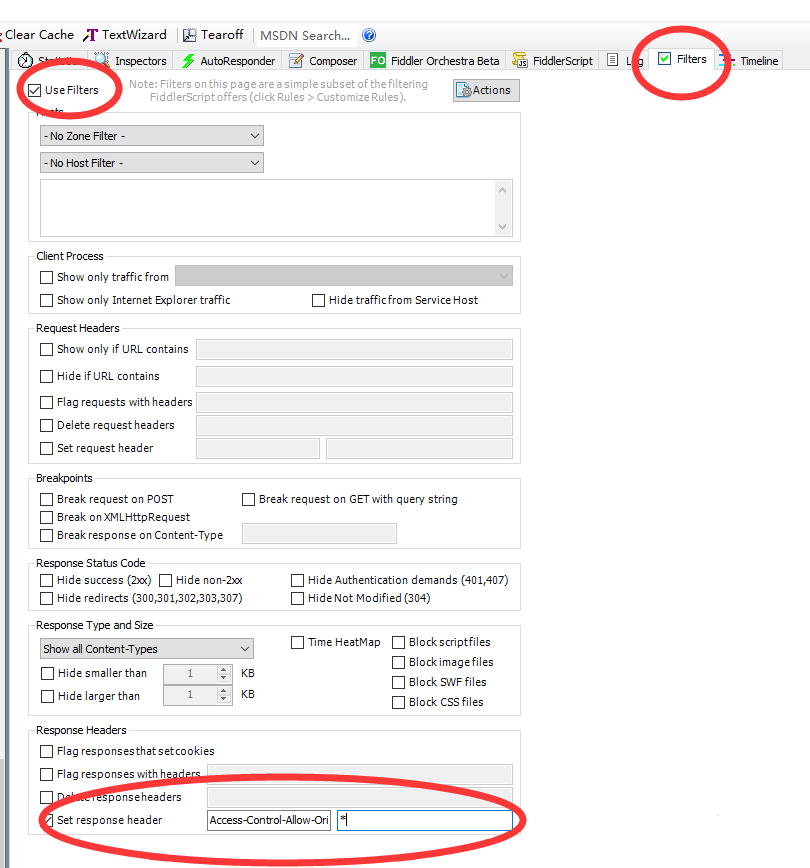 Clear Cache TextWizard Tearoff MSDN Search...
Inspectors AutoResponder Composer FO Fiddler Orchestra Beta FiddlerScript Filters Timeline
Use Filters Note: Filters on this page are a simple subset of the filtering FiddlerScript offers (click Rules > Customize Rules). Actions
- No Zone Filter -
- No Host Filter -
Client Process
Show only traffic from
Show only Internet Explorer traffic Hide traffic from Service Host
Request Headers
Show only if URL contains
Hide if URL contains
Flag requests with headers
Delete request headers
Set request header
Breakpoints
Break request on POST Break request on GET with query string
Break on XMLHttpRequest
Break response on Content-Type
Response Status Code
Hide success (2xx) Hide non-2xx Hide Authentication demands (401,407)
Hide redirects (300,301,302,303,307) Hide Not Modified (304)
Response Type and Size
Show all Content-Types Time HeatMap Block script files
Block image files
Hide smaller than 1 KB
Block SWF files
Hide larger than 1 KB
Block CSS files
Response Headers
Flag responses that set cookies
Flag responses with headers
Delete response headers
Set response header Access-Control-Allow-Ori *